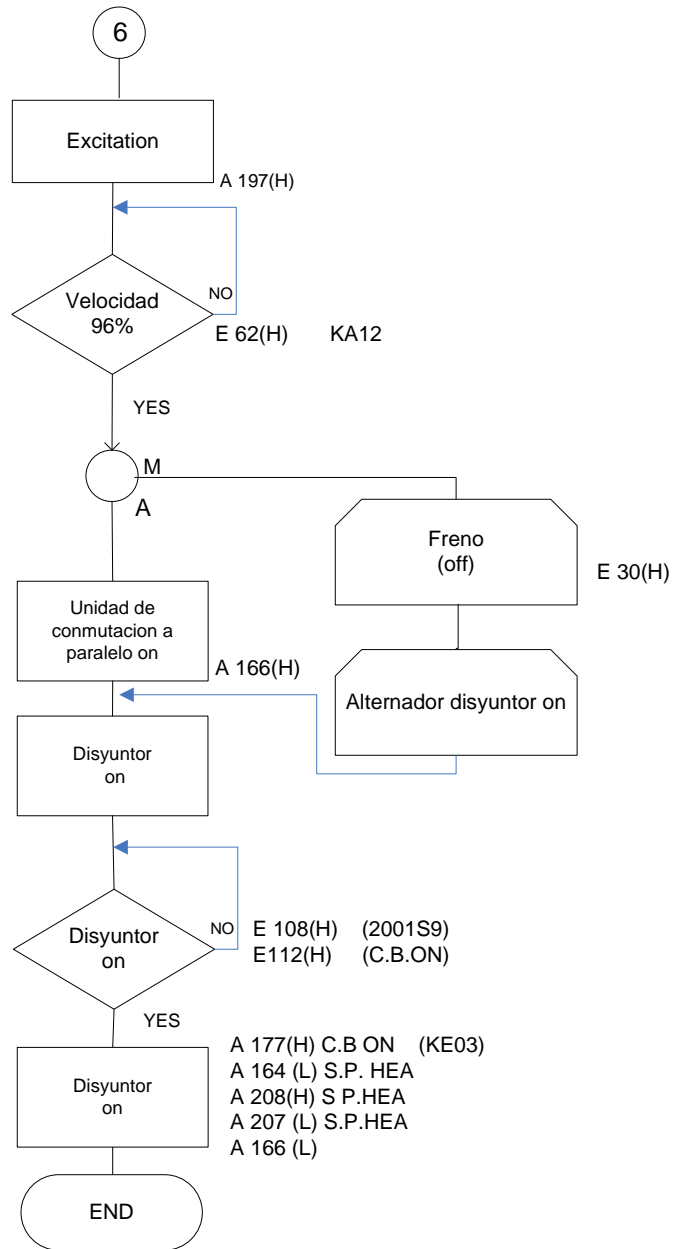 6
Excitation
A 197(H)
NO
Velocidad
96%
E 62(H) KA12
YES
M
A
Freno
(off)
E 30(H)
Unidad de
conmutacion a
paralelo on
A 166(H)
Alternador disyuntor on
Disyuntor
on
Disyuntor
on
NO
E 108(H) (2001S9)
E112(H) (C.B.ON)
YES
Disyuntor
on
A 177(H) C.B ON (KE03)
A 164 (L) S.P. HEA
A 208(H) S P.HEA
A 207 (L) S.P.HEA
A 166 (L)
END